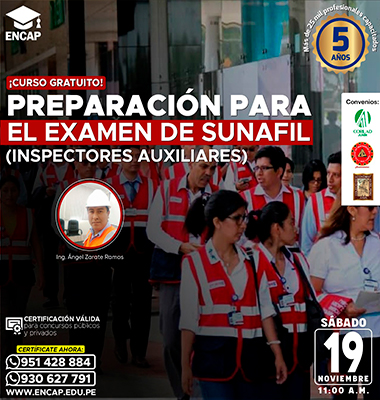 ENCAP
Más de 25 mil profesionales capacitados
5
AÑOS
¡CURSO GRATUITO!
PREPARACIÓN PARA
EL EXAMEN DE SUNAFIL
(INSPECTORES AUXILIARES)
Convenios:
CORLAD
Ing. Ángel Zarate Ramos
CERTIFICACIÓN VÁLIDA
para concursos públicos
y privados
CERTIFÍCATE AHORA:
951 428 884
930 627 791
WWW.ENCAP.EDU.PE
SÁBADO
19
NOVIEMBRE
11:00 A.M.